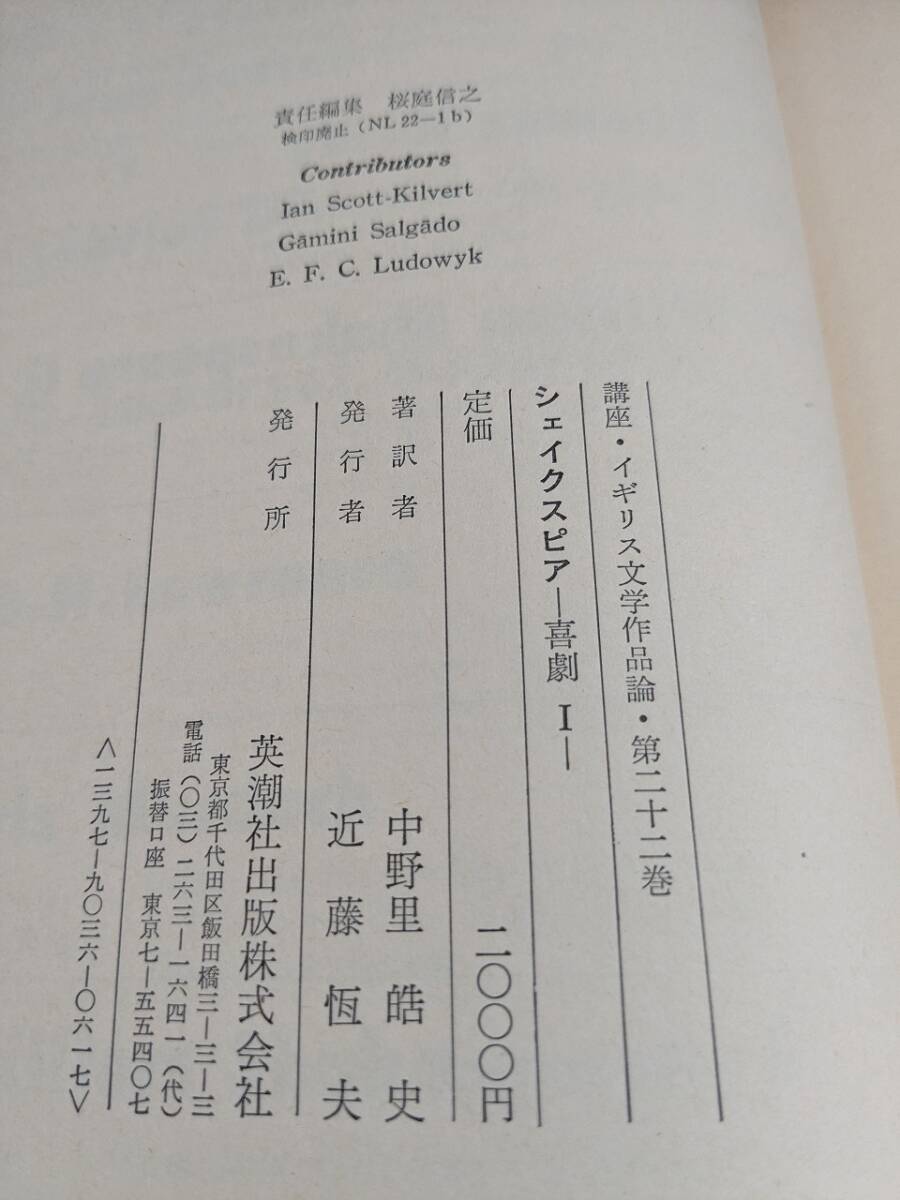 責任編集 桜庭信之
検印廃止(NL 22—1b)
Contributors
Ian Scott-Kilvert
Gāmini Salgādo
E. F. C. Ludowyk
講座・イギリス文学作品論・第二十二巻
シェイクスピア—喜劇 I—
定価 二〇〇〇円
著訳者 中野里皓史
発行者 近藤恆夫
発行所 英潮社出版株式会社
東京都千代田区飯田橋三—三—三
電話(〇三)二六三—一六四一(代)
振替口座 東京七—五五四〇七
<一三九七—九〇三六—〇六一七>